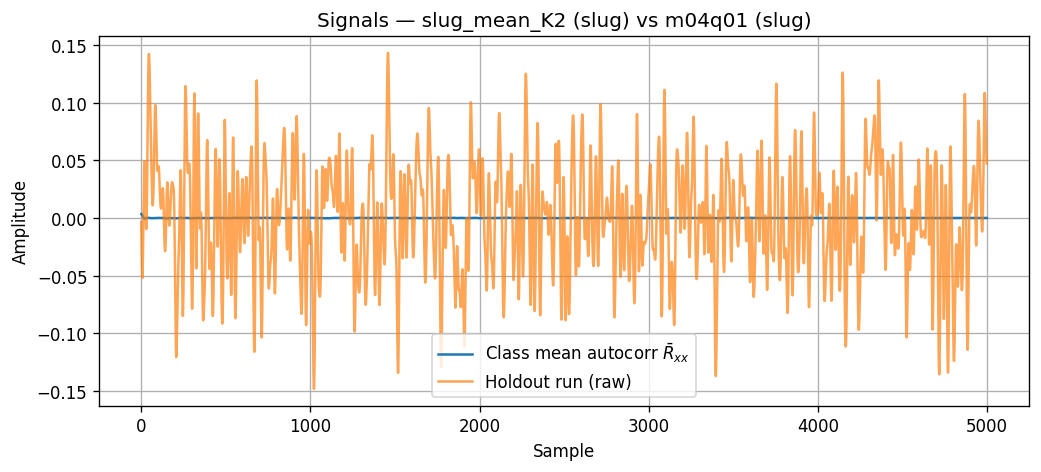 Signals — slug_mean_K2 (slug) vs m04q01 (slug)
Amplitude
0.15
0.10
0.05
0.00
−0.05
−0.10
−0.15
Class mean autocorr R̄xx
Holdout run (raw)
0 1000 2000 3000 4000 5000
Sample